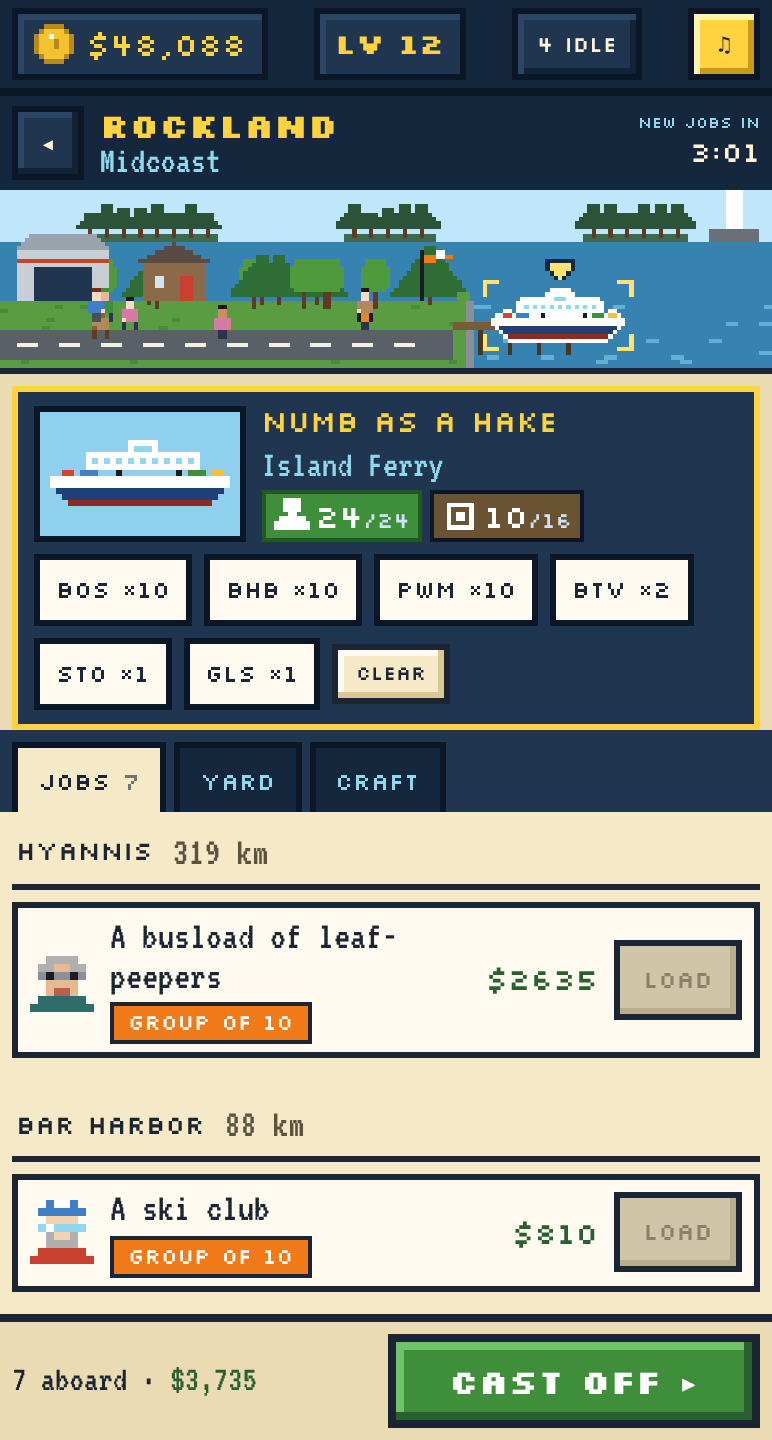 $48,088
LV 12
4 IDLE
♫
◂
ROCKLAND
Midcoast
NEW JOBS IN
3:01
NUMB AS A HAKE
Island Ferry
24/24
10/16
BOS ×10
BHB ×10
PWM ×10
BTV ×2
STO ×1
GLS ×1
CLEAR
JOBS 7
YARD
CRAFT
HYANNIS 319 km
A busload of leaf-
peepers
GROUP OF 10
$2635
LOAD
BAR HARBOR 88 km
A ski club
GROUP OF 10
$810
LOAD
7 aboard · $3,735
CAST OFF ▸